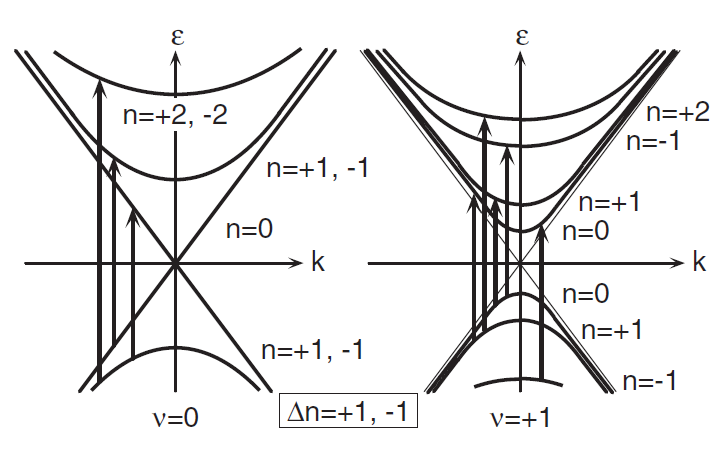 ε
n=+2, -2
n=+1, -1
n=0
k
n=+1, -1
ν=0
Δn=+1, -1
ε
n=+2
n=-1
n=+1
n=0
k
n=0
n=+1
n=-1
ν=+1